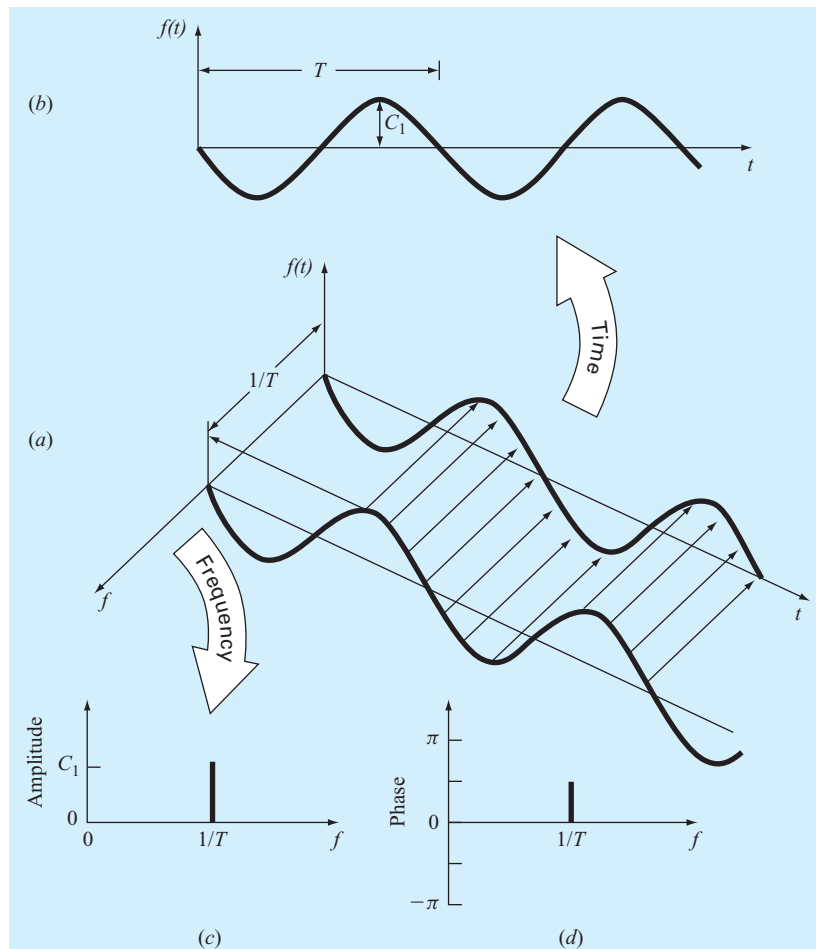 f(t)
T
(b)
C₁
t
f(t)
Time
1/T
(a)
f
Frequency
t
Amplitude
C₁
0
0
1/T
f
Phase
π
0
−π
1/T
f
(c)
(d)